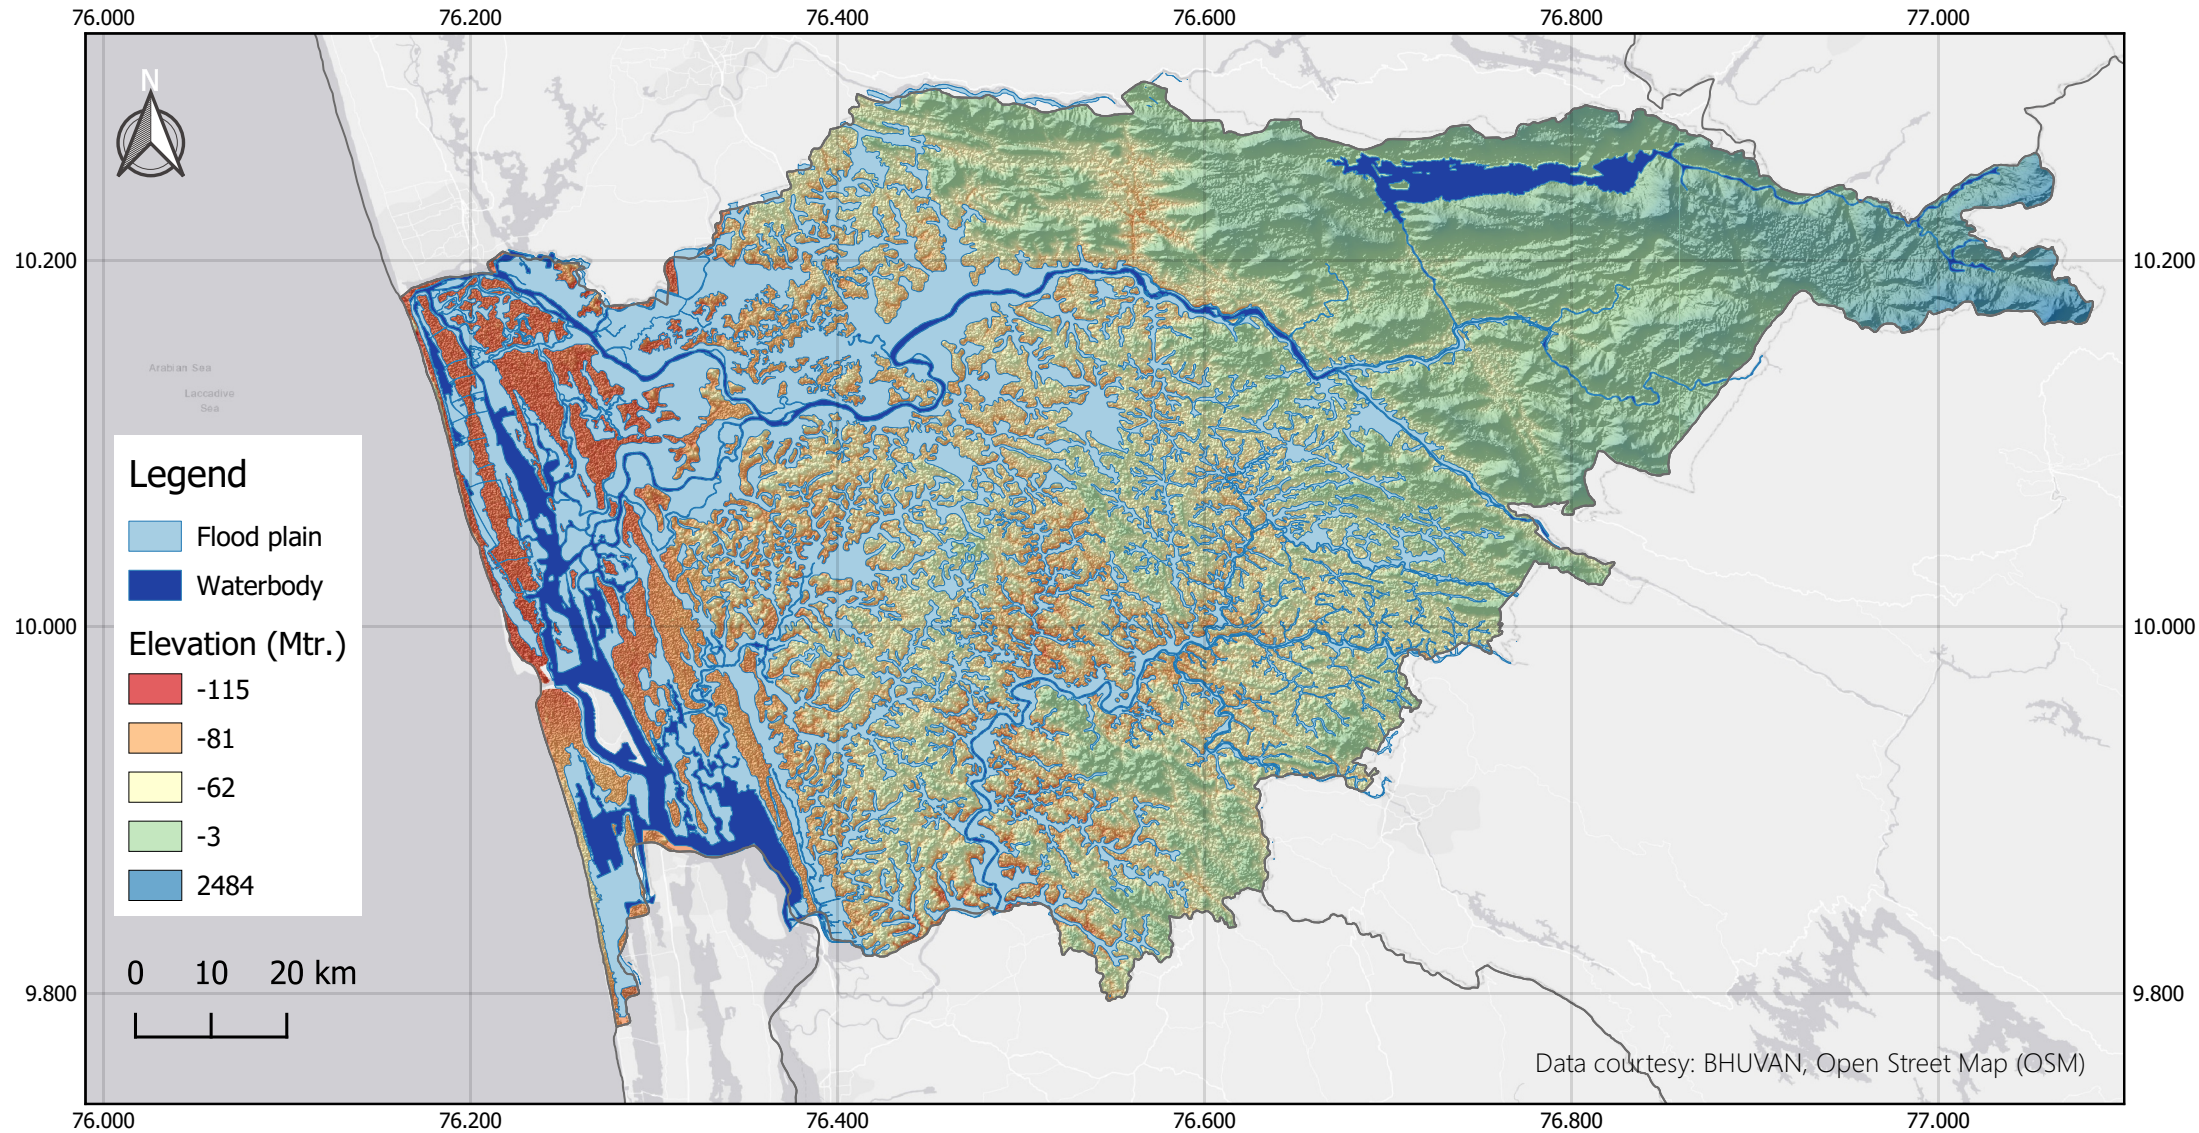 76.000 76.200 76.400 76.600 76.800 77.000
N
10.200 10.200
Arabian Sea
Laccadive
Sea
Legend
Flood plain
Waterbody
Elevation (Mtr.)
-115
-81
-62
-3
2484
10.000 10.000
0 10 20 km
9.800 9.800
Data courtesy: BHUVAN, Open Street Map (OSM)
76.000 76.200 76.400 76.600 76.800 77.000